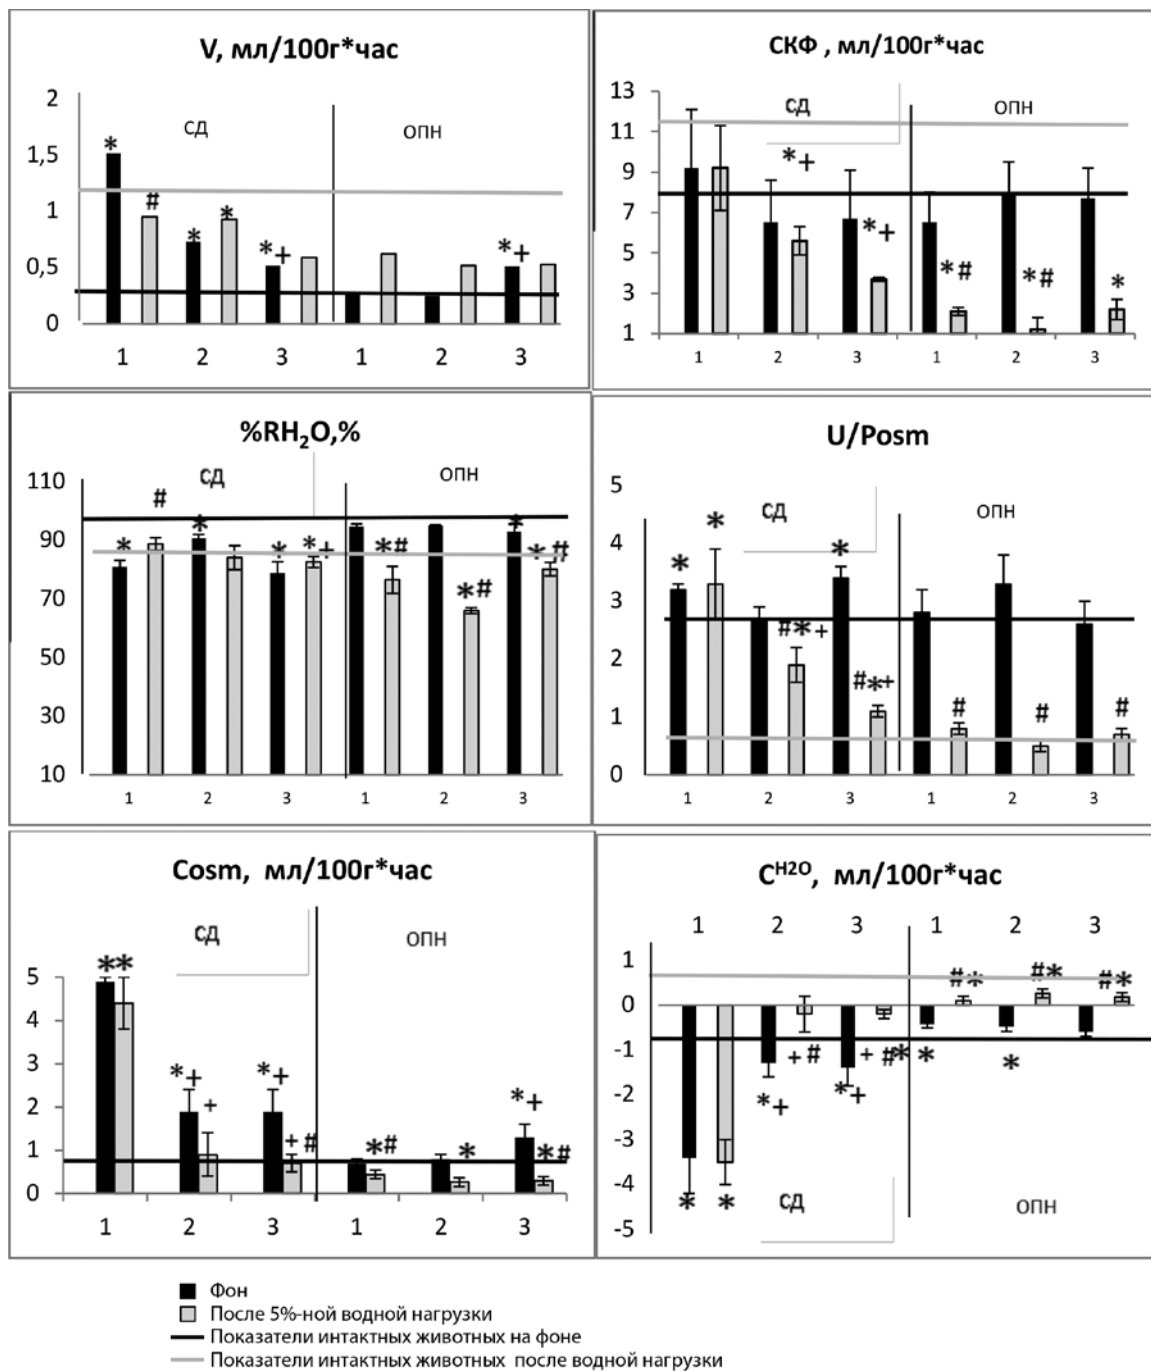 V, мл/100г*час
2
1,5
1
0,5
0
СД
ОПН
* # * * *+ *+
1 2 3 1 2 3
СКФ , мл/100г*час
13
11
9
7
5
3
1
СД
ОПН
*+ *+ *# *# *
1 2 3 1 2 3
%RH₂O,%
110
90
70
50
30
10
СД
ОПН
* # * * *+ *# *# * *#
1 2 3 1 2 3
U/Posm
5
4
3
2
1
0
СД
ОПН
* * #*+ * #*+ # # #
1 2 3 1 2 3
Cosm, мл/100г*час
5
4
3
2
1
0
СД
ОПН
** *+ + *+ +# *# * *+ *#
1 2 3 1 2 3
Cᴴ²ᴼ, мл/100г*час
1 2 3 1 2 3
1
0
-1
-2
-3
-4
-5
#* #* #*
* * *+ +# *+ +#* * *
СД
ОПН
Фон
После 5%-ной водной нагрузки
Показатели интактных животных на фоне
Показатели интактных животных после водной нагрузки